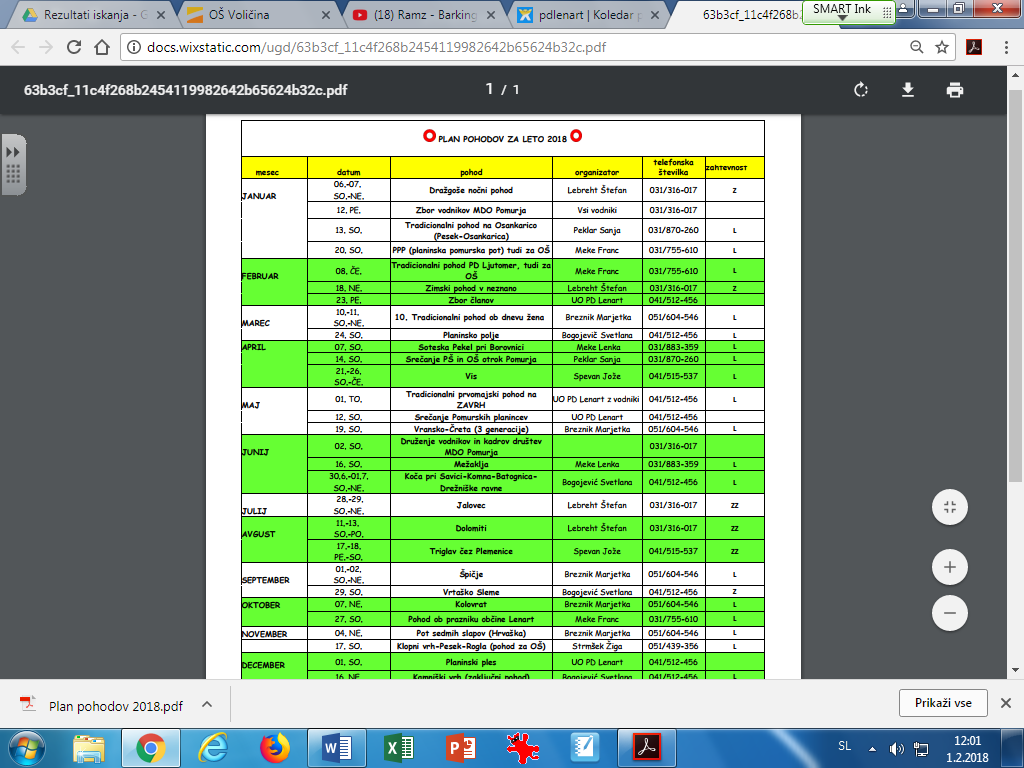 Rezultati iskanja - G
OŠ Voličina
(18) Ramz - Barking
pdlenart | Koledar p
63b3cf_11c4f268b2
SMART Ink
docs.wixstatic.com/ugd/63b3cf_11c4f268b2454119982642b65624b32c.pdf
63b3cf_11c4f268b2454119982642b65624b32c.pdf 1 / 1
PLAN POHODOV ZA LETO 2018
mesec datum pohod organizator telefonska številka zahtevnost
JANUAR 06,-07, SO,-NE, Dražgoše nočni pohod Lebreht Štefan 031/316-017 Z
12, PE, Zbor vodnikov MDO Pomurja Vsi vodniki 031/316-017
13, SO, Tradicionalni pohod na Osankarico (Pesek-Osankarica) Peklar Sanja 031/870-260 L
20, SO, PPP (planinska pomurska pot) tudi za OŠ Meke Franc 031/755-610 L
FEBRUAR 08, ČE, Tradicionalni pohod PD Ljutomer, tudi za OŠ Meke Franc 031/755-610 L
18, NE, Zimski pohod v neznano Lebreht Štefan 031/316-017 Z
23, PE, Zbor članov UO PD Lenart 041/512-456
MAREC 10,-11, SO,-NE, 10, Tradicionalni pohod ob dnevu žena Breznik Marjetka 051/604-546 L
24, SO, Planinsko polje Bogojevič Svetlana 041/512-456 L
APRIL 07, SO, Soteska Pekel pri Borovnici Meke Lenka 031/883-359 L
14, SO, Srečanje PŠ in OŠ otrok Pomurja Peklar Sanja 031/870-260 L
21,-26, SO,-ČE, Vis Spevan Jože 041/515-537 L
MAJ 01, TO, Tradicionalni prvomajski pohod na ZAVRH UO PD Lenart z vodniki 041/512-456 L
12, SO, Srečanje Pomurskih planincev UO PD Lenart 041/512-456
19, SO, Vransko-Čreta (3 generacije) Breznik Marjetka 051/604-546 L
JUNIJ 02, SO, Druženje vodnikov in kadrov društev MDO Pomurja 031/316-017
16, SO, Mežaklja Meke Lenka 031/883-359 L
30,6,-01,7, SO,-NE, Koča pri Savici-Komna-Batognica-Drežniške ravne Bogojević Svetlana 041/512-456 L
JULIJ 28,-29, SO,-NE, Jalovec Lebreht Štefan 031/316-017 ZZ
AVGUST 11,-13, SO,-PO, Dolomiti Lebreht Štefan 031/316-017 ZZ
17,-18, PE,-SO, Triglav čez Plemenice Spevan Jože 041/515-537 ZZ
SEPTEMBER 01,-02, SO,-NE, Špičje Breznik Marjetka 051/604-546 L
29, SO, Vrtaško Sleme Bogojević Svetlana 041/512-456 Z
OKTOBER 07, NE, Kolovrat Breznik Marjetka 051/604-546 L
27, SO, Pohod ob prazniku občine Lenart Meke Franc 031/755-610 L
NOVEMBER 04, NE, Pot sedmih slapov (Hrvaška) Breznik Marjetka 051/604-546 L
17, SO, Klopni vrh-Pesek-Rogla (pohod za OŠ) Strmšek Žiga 051/439-356 L
DECEMBER 01, SO, Planinski ples UO PD Lenart 041/512-456
16, NE, Kamniški vrh (zaključni pohod) Bogojević Svetlana 041/512-456 L
Plan pohodov 2018.pdf
Prikaži vse
SL
12:01
1.2.2018